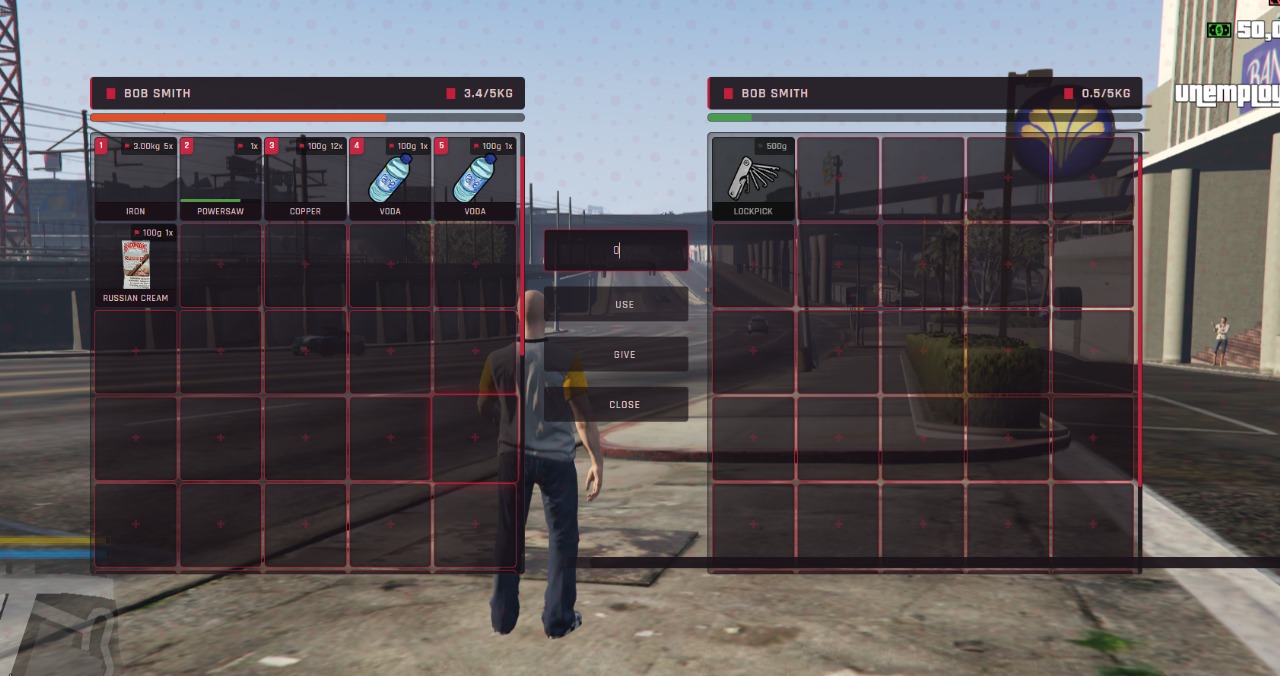 50,0
BAN
unemploy
BOB SMITH 3.4/5KG
1 3.00kg 5x
2 1x
3 100g 12x
4 100g 1x
5 100g 1x
IRON
POWERSAW
COPPER
VODA
VODA
100g 1x
RUSSIAN CREAM
0
USE
GIVE
CLOSE
BOB SMITH 0.5/5KG
500g
LOCKPICK